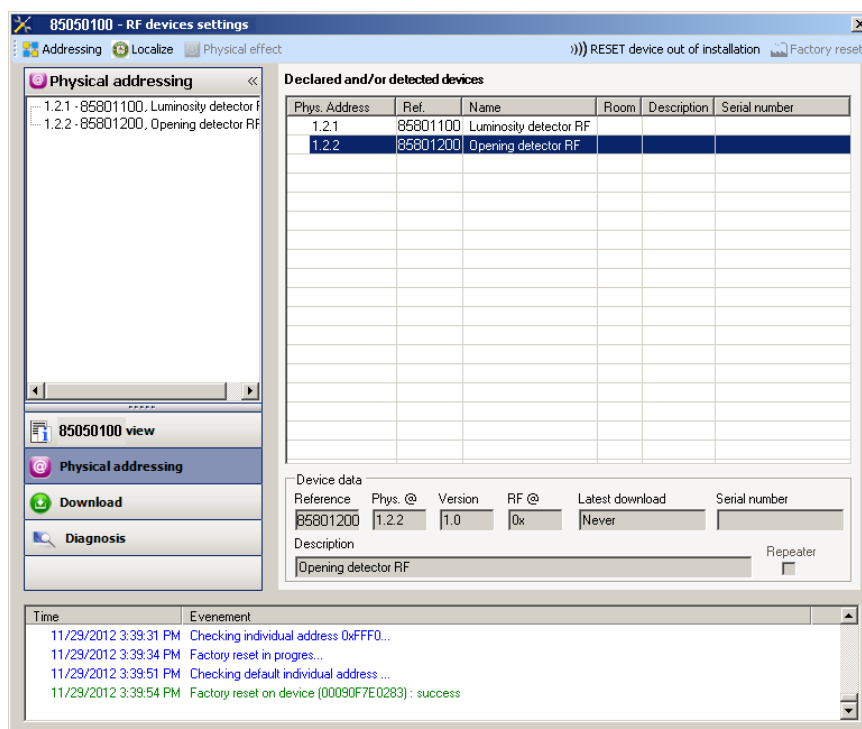 85050100 - RF devices settings
Addressing Localize Physical effect ))) RESET device out of installation Factory reset
Physical addressing «
1.2.1 - 85801100, Luminosity detector F
1.2.2 - 85801200, Opening detector RF
85050100 view
Physical addressing
Download
Diagnosis
Declared and/or detected devices
Phys. Address Ref. Name Room Description Serial number
1.2.1 85801100 Luminosity detector RF
1.2.2 85801200 Opening detector RF
Device data
Reference Phys. @ Version RF @ Latest download Serial number
85801200 1.2.2 1.0 0x Never
Description
Repeater
Opening detector RF
Time Evenement
11/29/2012 3:39:31 PM Checking individual address 0xFFF0...
11/29/2012 3:39:34 PM Factory reset in progres...
11/29/2012 3:39:51 PM Checking default individual address ...
11/29/2012 3:39:54 PM Factory reset on device (00090F7E0283) : success